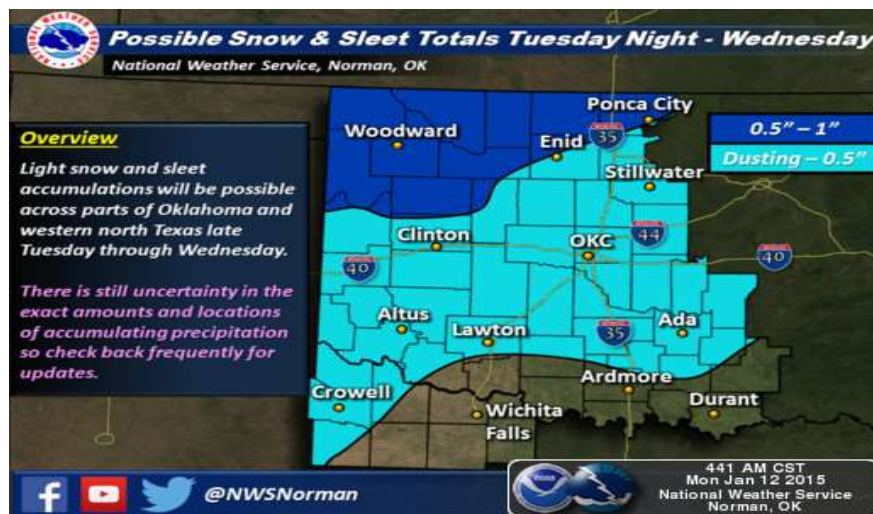 Possible Snow & Sleet Totals Tuesday Night - Wednesday
National Weather Service, Norman, OK
Overview
Light snow and sleet
accumulations will be possible
across parts of Oklahoma and
western north Texas late
Tuesday through Wednesday.
There is still uncertainty in the
exact amounts and locations
of accumulating precipitation
so check back frequently for
updates.
0.5" – 1"
Dusting – 0.5"
Ponca City
Woodward
Enid
35
Stillwater
Clinton
OKC
44
40
40
Altus
Lawton
35
Ada
Crowell
Ardmore
Wichita
Falls
Durant
@NWSNorman
441 AM CST
Mon Jan 12 2015
National Weather Service
Norman, OK